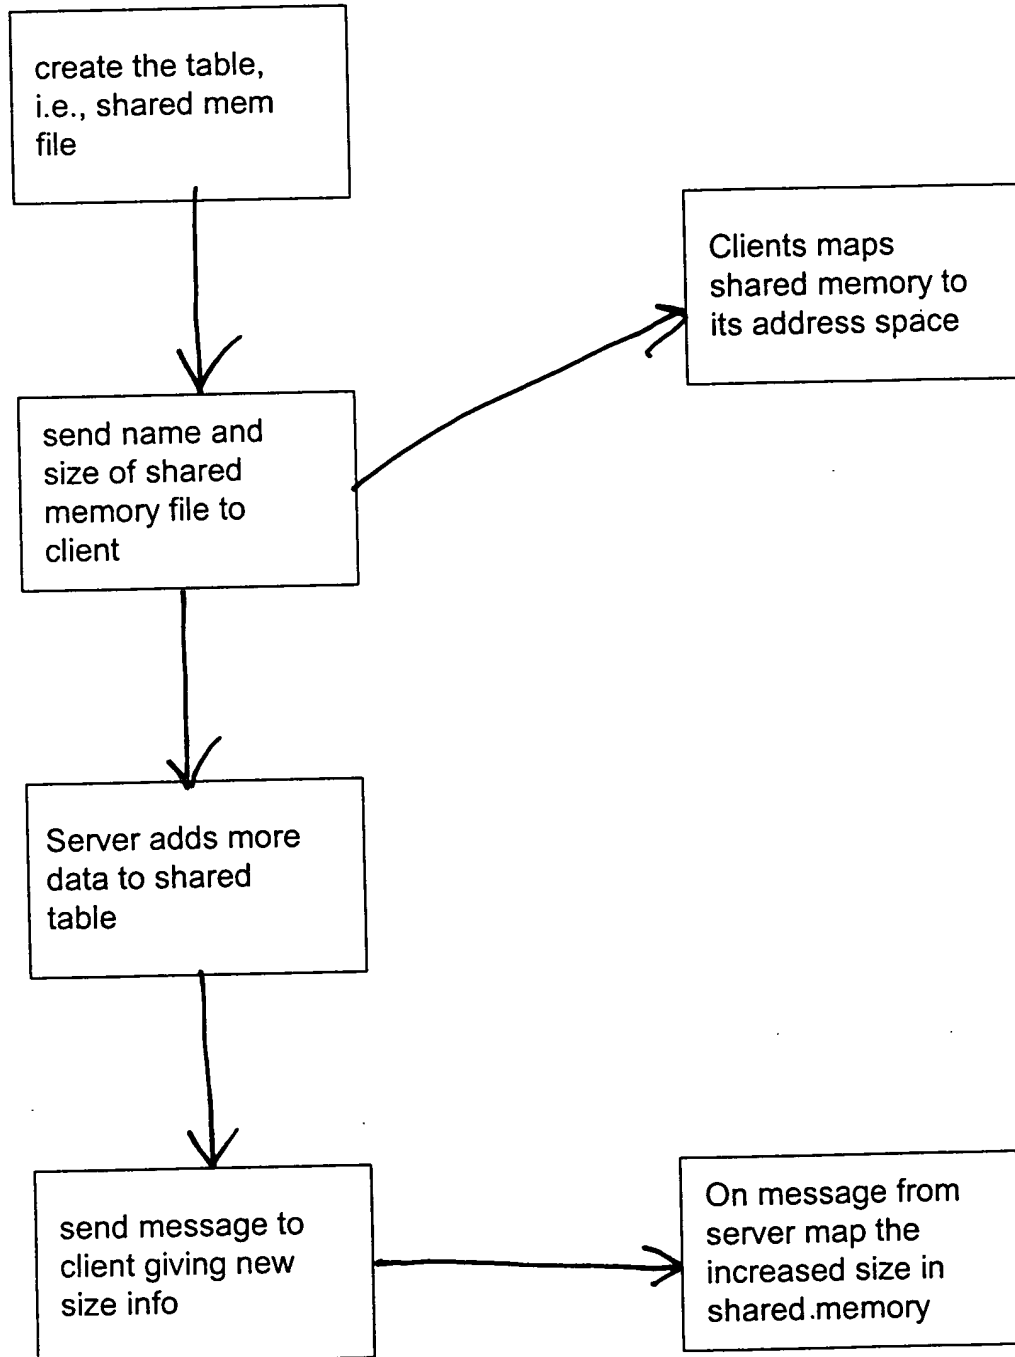 create the table,
i.e., shared mem
file
Clients maps
shared memory to
its address space
send name and
size of shared
memory file to
client
Server adds more
data to shared
table
send message to
client giving new
size info
On message from
server map the
increased size in
shared.memory